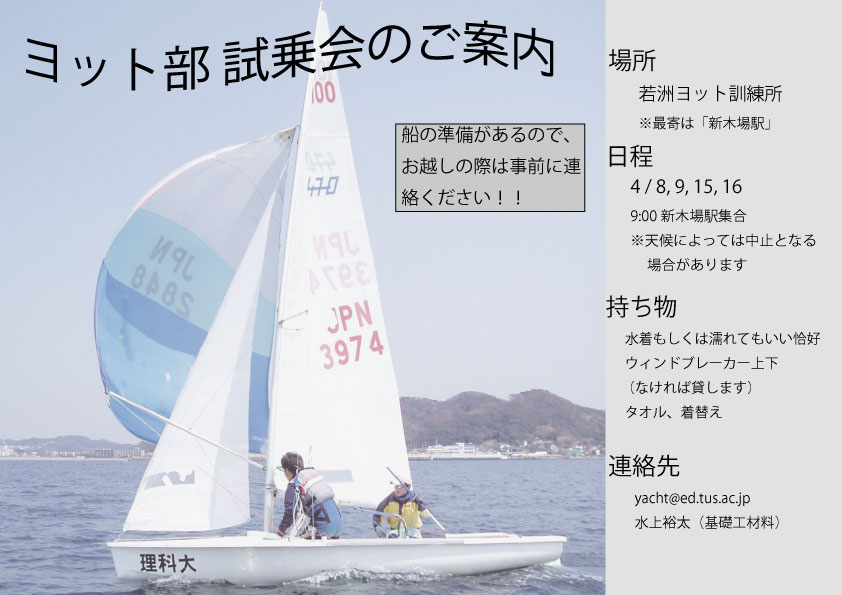 ヨット部 試乗会のご案内
船の準備があるので、
お越しの際は事前に連
絡ください！！
100
470
470
JPN
3974
JPN
3974
JPN
2848
理科大
場所
若洲ヨット訓練所
※最寄は「新木場駅」
日程
4 / 8, 9, 15, 16
9:00 新木場駅集合
※天候によっては中止となる
場合があります
持ち物
水着もしくは濡れてもいい恰好
ウィンドブレーカー上下
（なければ貸します）
タオル、着替え
連絡先
yacht@ed.tus.ac.jp
水上裕太（基礎工材料）